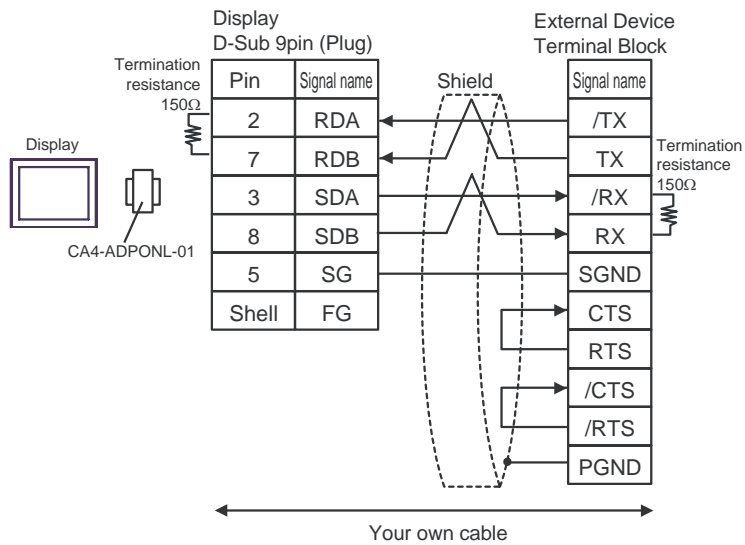 Display
D-Sub 9pin (Plug)
External Device
Terminal Block
Termination
resistance
150Ω
Pin
Signal name
Shield
Signal name
2
RDA
/TX
7
RDB
TX
Termination
resistance
150Ω
Display
3
SDA
/RX
8
SDB
RX
CA4-ADPONL-01
5
SG
SGND
Shell
FG
CTS
RTS
/CTS
/RTS
PGND
Your own cable